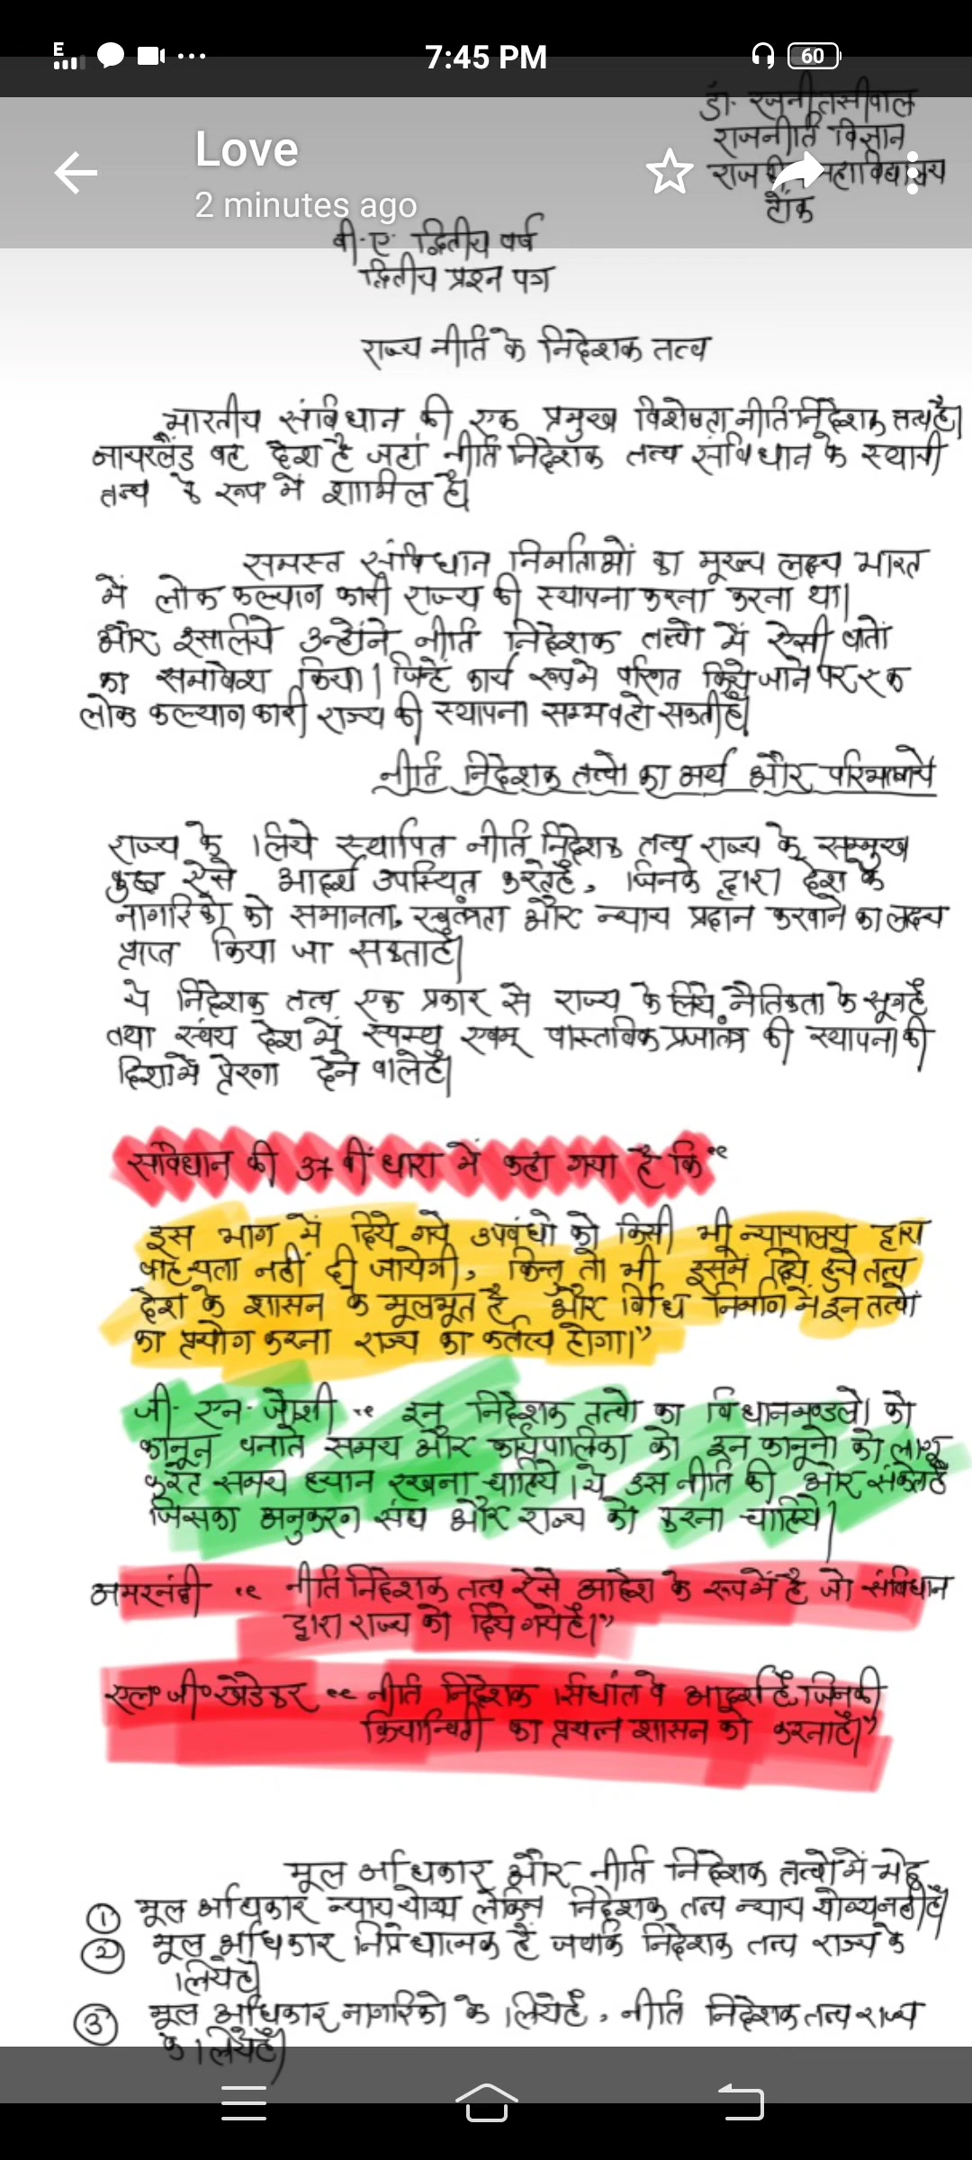 7:45 PM
60
डॉ. रजनीतसीवाल
राजनीति विज्ञान
Love
महाविद्यालय
2 minutes ago
टोंक
बी.ए. द्वितीय वर्ष
द्वितीय प्रश्न पत्र
राज्य नीति के निदेशक तत्व
भारतीय संविधान की एक प्रमुख विशेषता नीति निर्देशक तत्व है।
आयरलैंड वह देश है जहां नीति निदेशक तत्व संविधान के स्थायी
तत्व के रूप में शामिल है।
समस्त संविधान निर्माताओं का मुख्य लक्ष्य भारत
में लोक कल्याण कारी राज्य की स्थापना करना करना था।
और इसलिये उन्होंने नीति निदेशक तत्वो में ऐसी बातों
का समावेश किया। जिन्हें कार्य रूप मे परिणत किये जाने पर एक
लोक कल्याण कारी राज्य की स्थापना सम्भव हो सकती है।
नीति निदेशक तत्वो का अर्थ और परिभाषाये
राज्य के लिये स्थापित नीति निदेशक तत्व राज्य के सम्मुख
कुछ ऐसे आदर्श उपस्थित करते है, जिनके द्वारा देश के
नागरिको को समानता, स्वतंत्रता और न्याय प्रदान करवाने का लक्ष्य
प्राप्त किया जा सकता है।
ये निदेशक तत्व एक प्रकार से राज्य के लिये नैतिकता के सूत्र है
तथा स्वंय देश में स्वस्थ एवम् वास्तविक प्रजातंत्र की स्थापना की
दिशा में प्रेरणा देने वाले है।
संविधान की 37 वीं धारा में कहा गया है कि "
इस भाग में दिये गये उपबंधो को किसी भी न्यायालय द्वारा
बाध्यता नहीं दी जायेगी, किन्तु तो भी इसमें दिये हुये तत्व
देश के शासन के मूलभूत है और विधि निर्माण में इन तत्वो
का प्रयोग करना राज्य का कर्तव्य होगा।"
जी. एन. जोशी " इन निदेशक तत्वो का विधानमण्डलो को
कानून बनाते समय और कार्यपालिका को इन कानूनो को लागू
करते समय ध्यान रखना चाहिये। ये उस नीति की और संकेत है
जिसका अनुकरण संघ और राज्य को करना चाहिये।
अमरनंदी " नीति निदेशक तत्व ऐसे आदेश के रूप में है जो संविधान
द्वारा राज्य को दिये गये है।"
एल० जी० खेडेकर " नीति निदेशक सिधांत वे आदर्श है जिनकी
क्रियान्विती का प्रयत्न शासन को करना है।"
मूल अधिकार और नीति निदेशक तत्वो में भेद
① मूल अधिकार न्याय योग्य लेकिन निदेशक तत्व न्याय योग्य नही है।
② मूल अधिकार निषेधात्मक है जबकि निदेशक तत्व राज्य के
लिये है।
③ मूल अधिकार नागरिको के लिये है, नीति निदेशक तत्व राज्य
के लिये है।